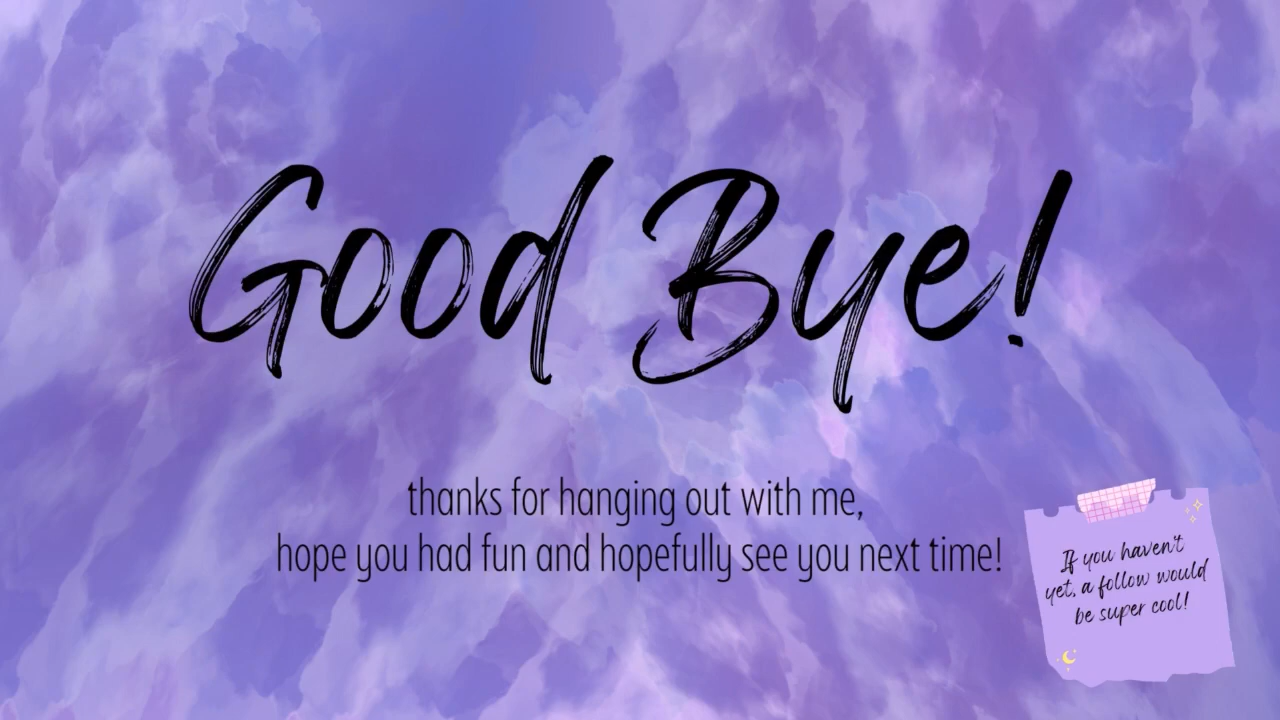 Good Bye!
thanks for hanging out with me,
hope you had fun and hopefully see you next time!
If you haven't
yet, a follow would
be super cool!